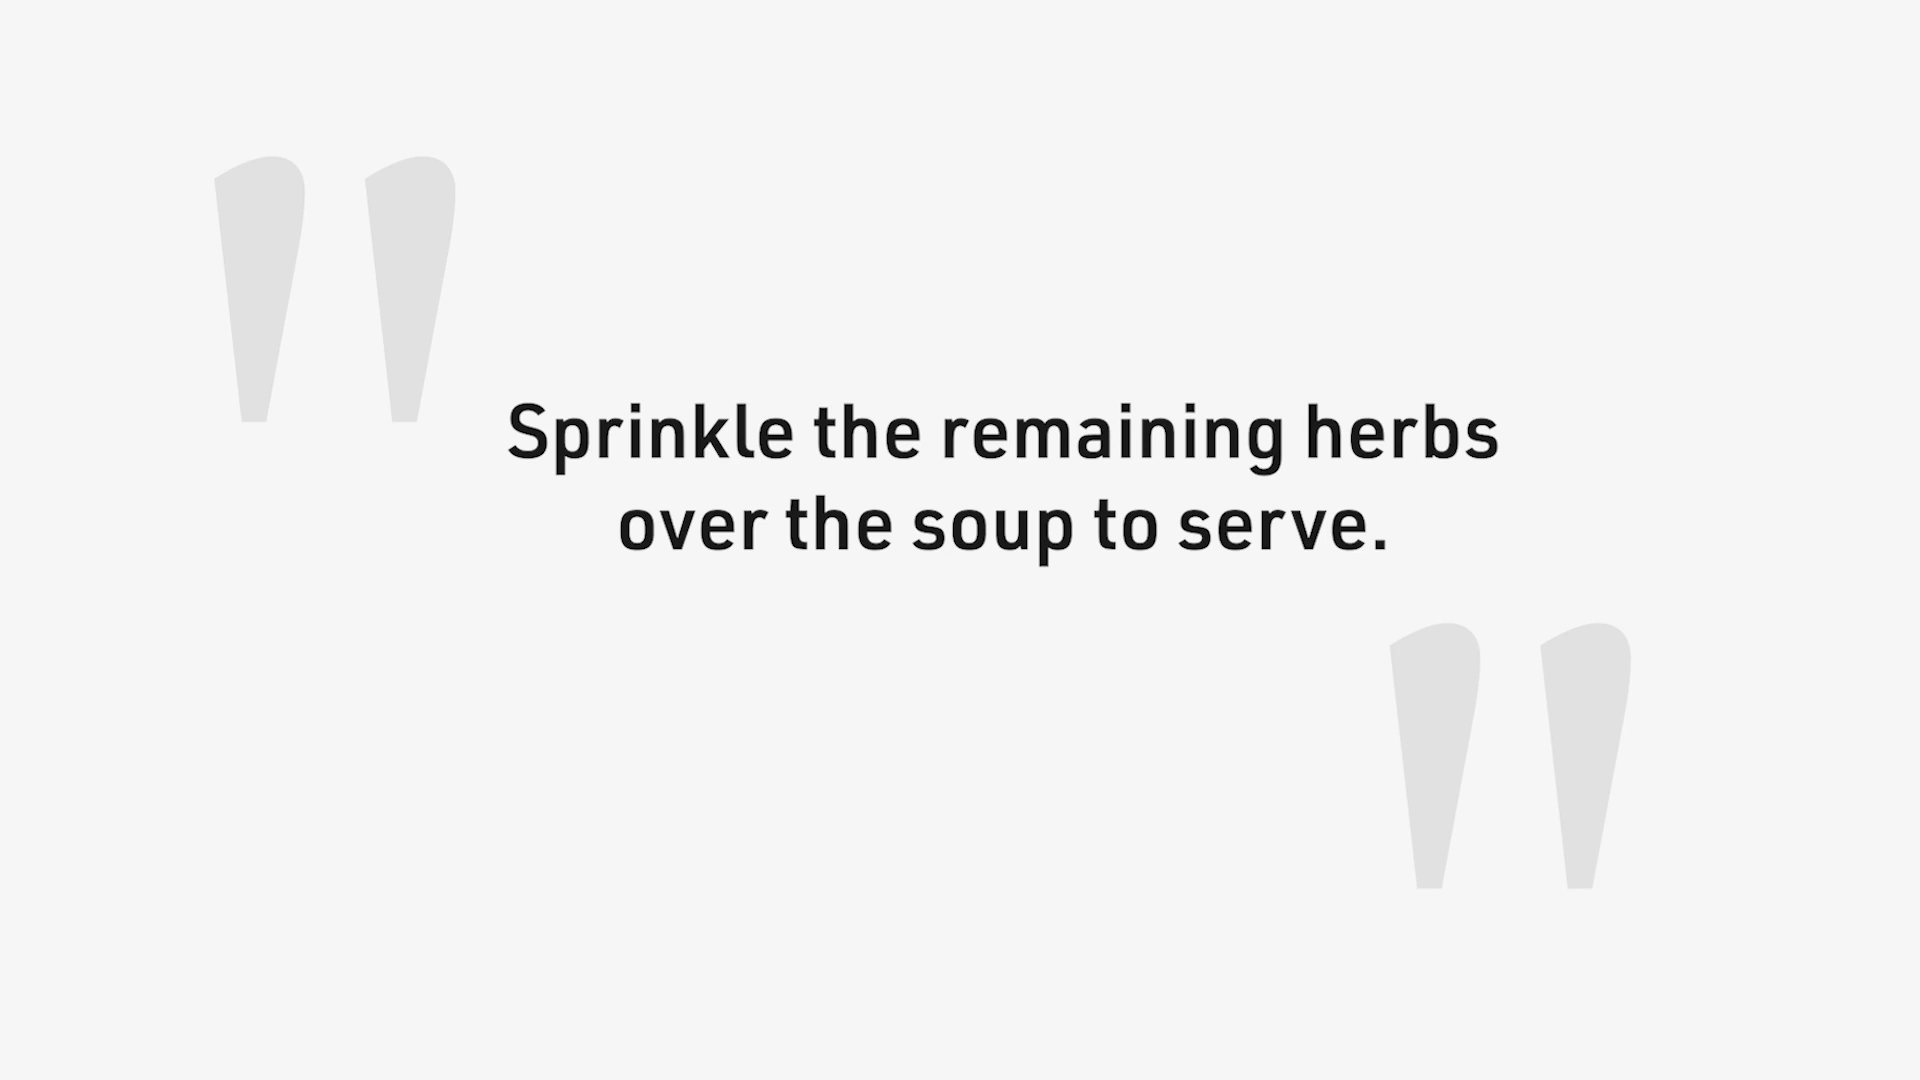 Sprinkle the remaining herbs
over the soup to serve.